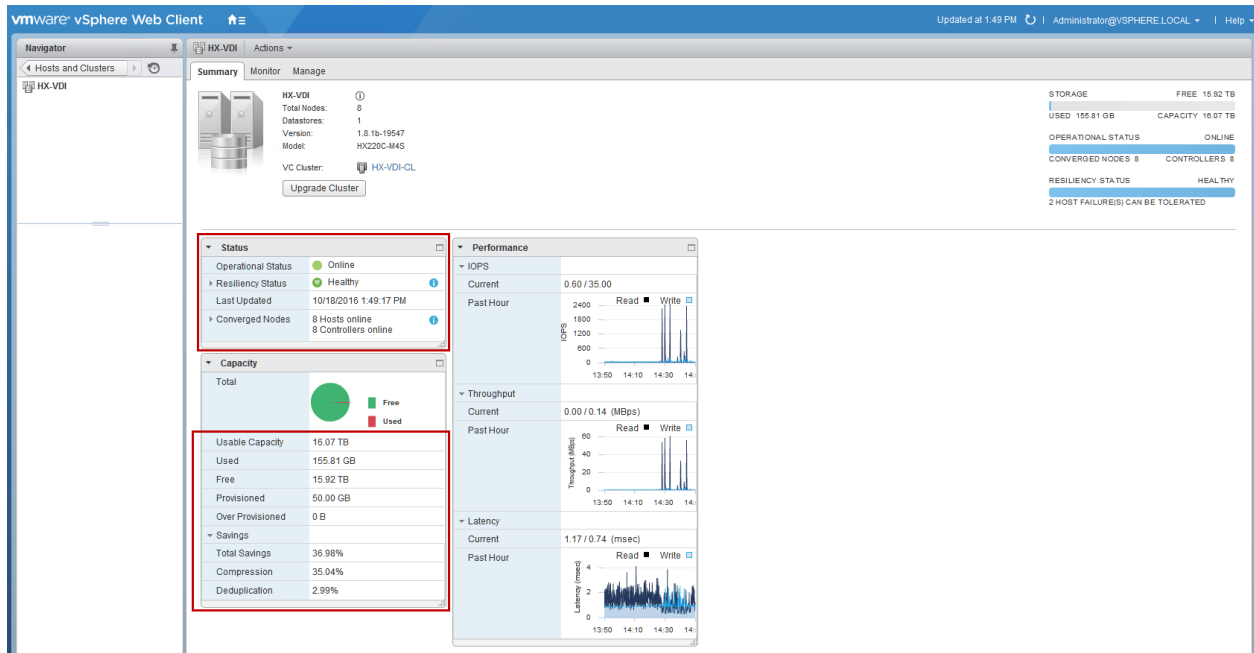 vmware® vSphere Web Client
Updated at 1:49 PM | Administrator@VSPHERE.LOCAL | Help
Navigator
Hosts and Clusters
HX-VDI
HX-VDI Actions
Summary Monitor Manage
HX-VDI
Total Nodes: 8
Datastores: 1
Version: 1.8.1b-19547
Model: HX220C-M4S
VC Cluster: HX-VDI-CL
Upgrade Cluster
STORAGE FREE 15.92 TB
USED 155.81 GB CAPACITY 16.07 TB
OPERATIONAL STATUS ONLINE
CONVERGED NODES 8 CONTROLLERS 8
RESILIENCY STATUS HEALTHY
2 HOST FAILURE(S) CAN BE TOLERATED
Status
Operational Status Online
Resiliency Status Healthy
Last Updated 10/18/2016 1:49:17 PM
Converged Nodes 8 Hosts online
8 Controllers online
Capacity
Total
Free
Used
Usable Capacity 16.07 TB
Used 155.81 GB
Free 15.92 TB
Provisioned 50.00 GB
Over Provisioned 0 B
Savings
Total Savings 36.98%
Compression 35.04%
Deduplication 2.99%
Performance
IOPS
Current 0.60 / 35.00
Past Hour
Read Write
IOPS
2400
1800
1200
600
0
13:50 14:10 14:30 14:
Throughput
Current 0.00 / 0.14 (MBps)
Past Hour
Read Write
Throughput (MBps)
60
40
20
0
13:50 14:10 14:30 14:
Latency
Current 1.17 / 0.74 (msec)
Past Hour
Read Write
Latency (msec)
4
2
0
13:50 14:10 14:30 14: